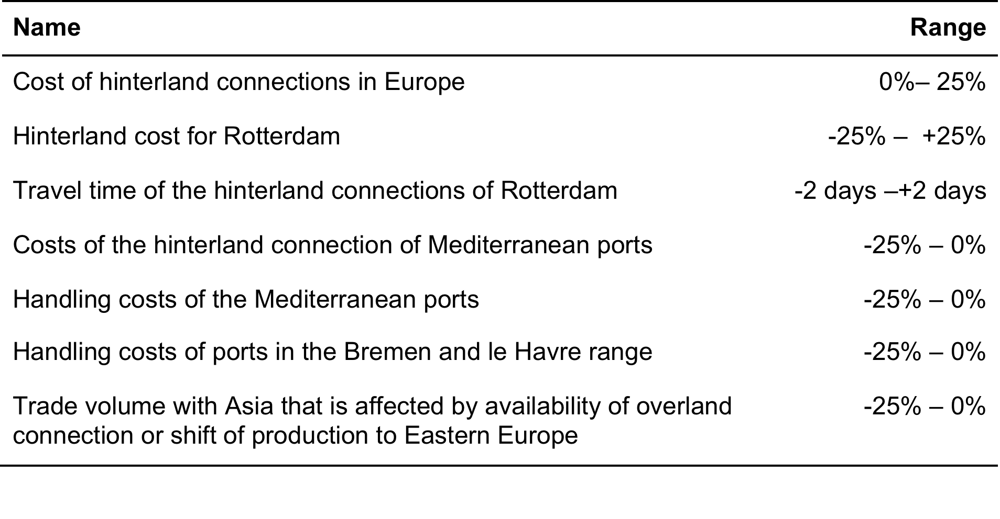 Name Range
Cost of hinterland connections in Europe 0%– 25%
Hinterland cost for Rotterdam -25% –  +25%
Travel time of the hinterland connections of Rotterdam -2 days –+2 days
Costs of the hinterland connection of Mediterranean ports -25% – 0%
Handling costs of the Mediterranean ports -25% – 0%
Handling costs of ports in the Bremen and le Havre range -25% – 0%
Trade volume with Asia that is affected by availability of overland -25% – 0%
connection or shift of production to Eastern Europe